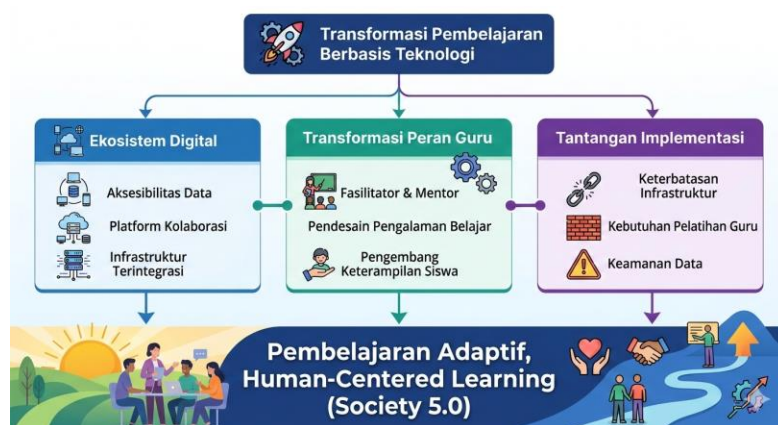 Transformasi Pembelajaran
Berbasis Teknologi
Ekosistem Digital
Aksesibilitas Data
Platform Kolaborasi
Infrastruktur
Terintegrasi
Transformasi Peran Guru
Fasilitator & Mentor
Pendesain Pengalaman Belajar
Pengembang
Keterampilan Siswa
Tantangan Implementasi
Keterbatasan
Infrastruktur
Kebutuhan Pelatihan Guru
Keamanan Data
Pembelajaran Adaptif,
Human-Centered Learning
(Society 5.0)